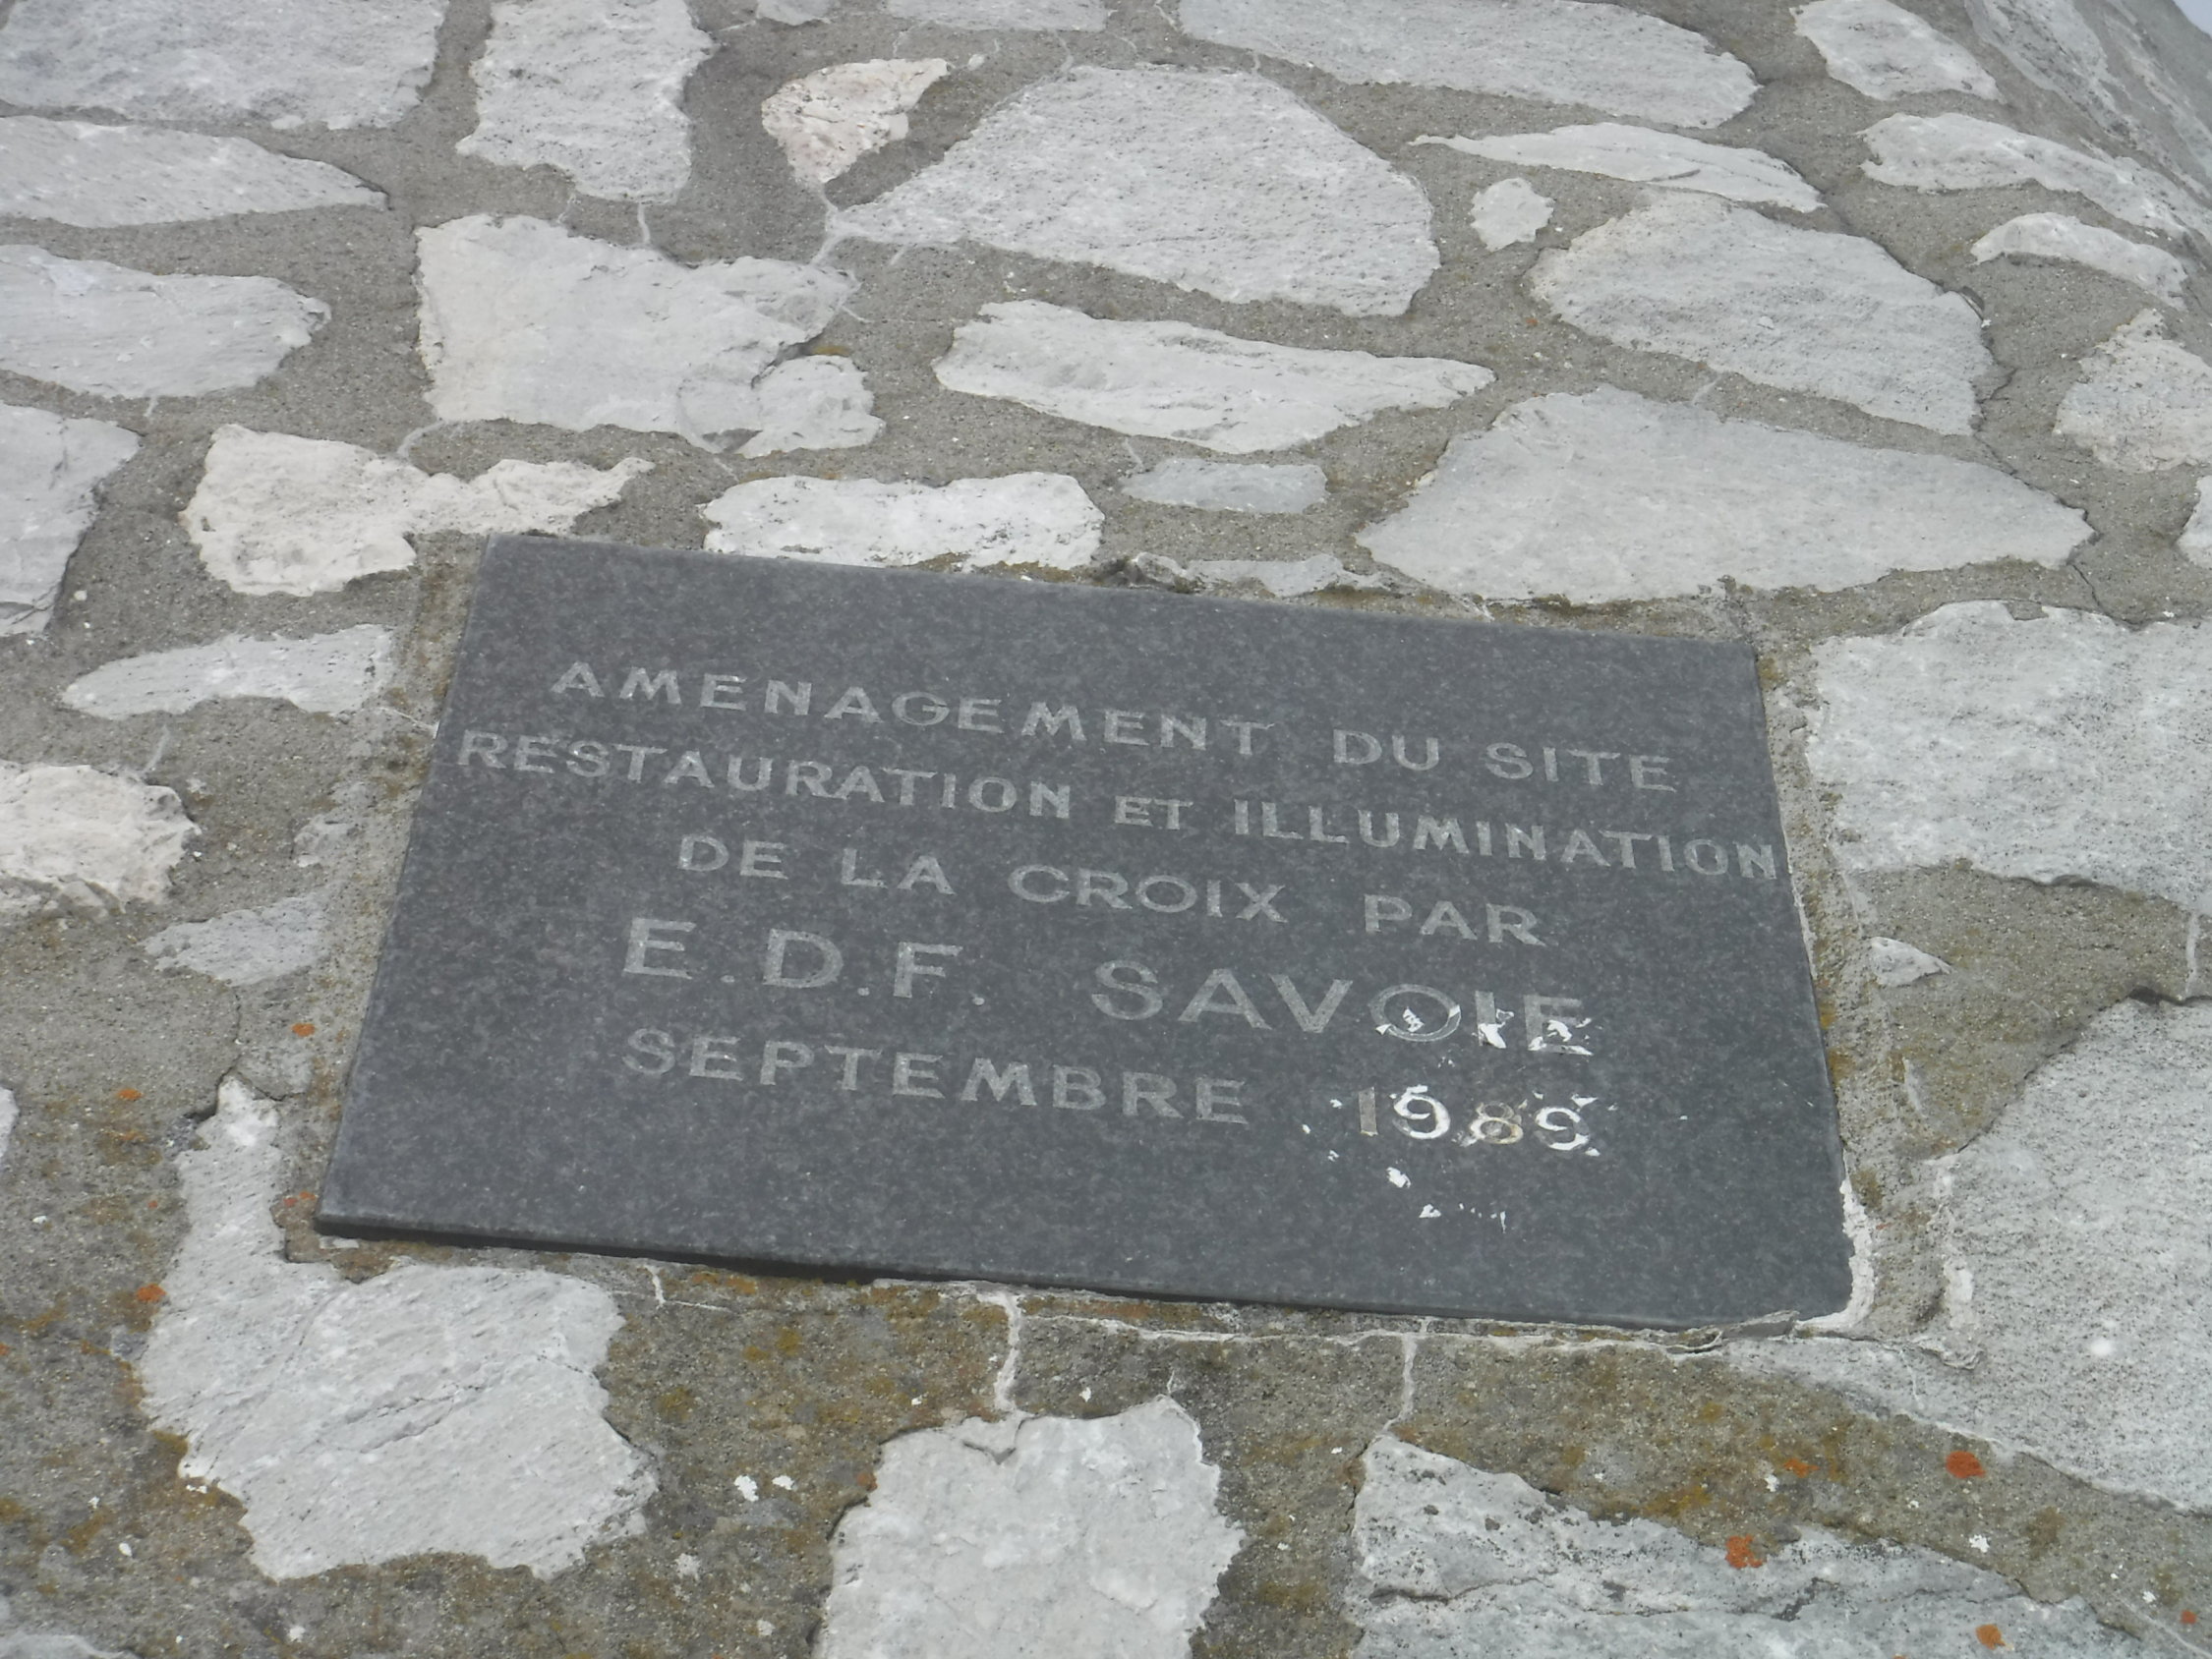 AMENAGEMENT DU SITE
RESTAURATION ET ILLUMINATION
DE LA CROIX PAR
E.D.F. SAVOIE
SEPTEMBRE 1989